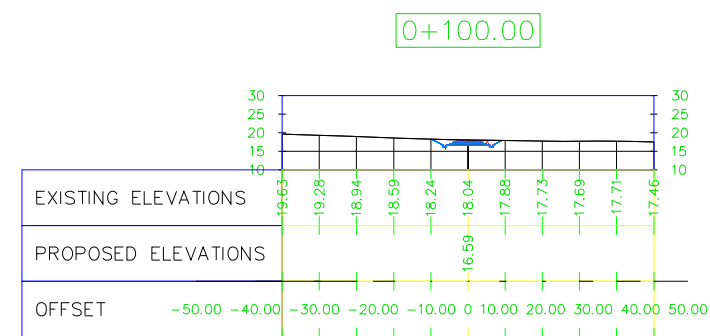 0+100.00
30 30
25 25
20 20
15 15
10 10
EXISTING ELEVATIONS 19.63 19.28 18.94 18.59 18.24 18.04 17.88 17.73 17.69 17.71 17.46
PROPOSED ELEVATIONS 16.59
OFFSET -50.00 -40.00 -30.00 -20.00 -10.00 0 10.00 20.00 30.00 40.00 50.00